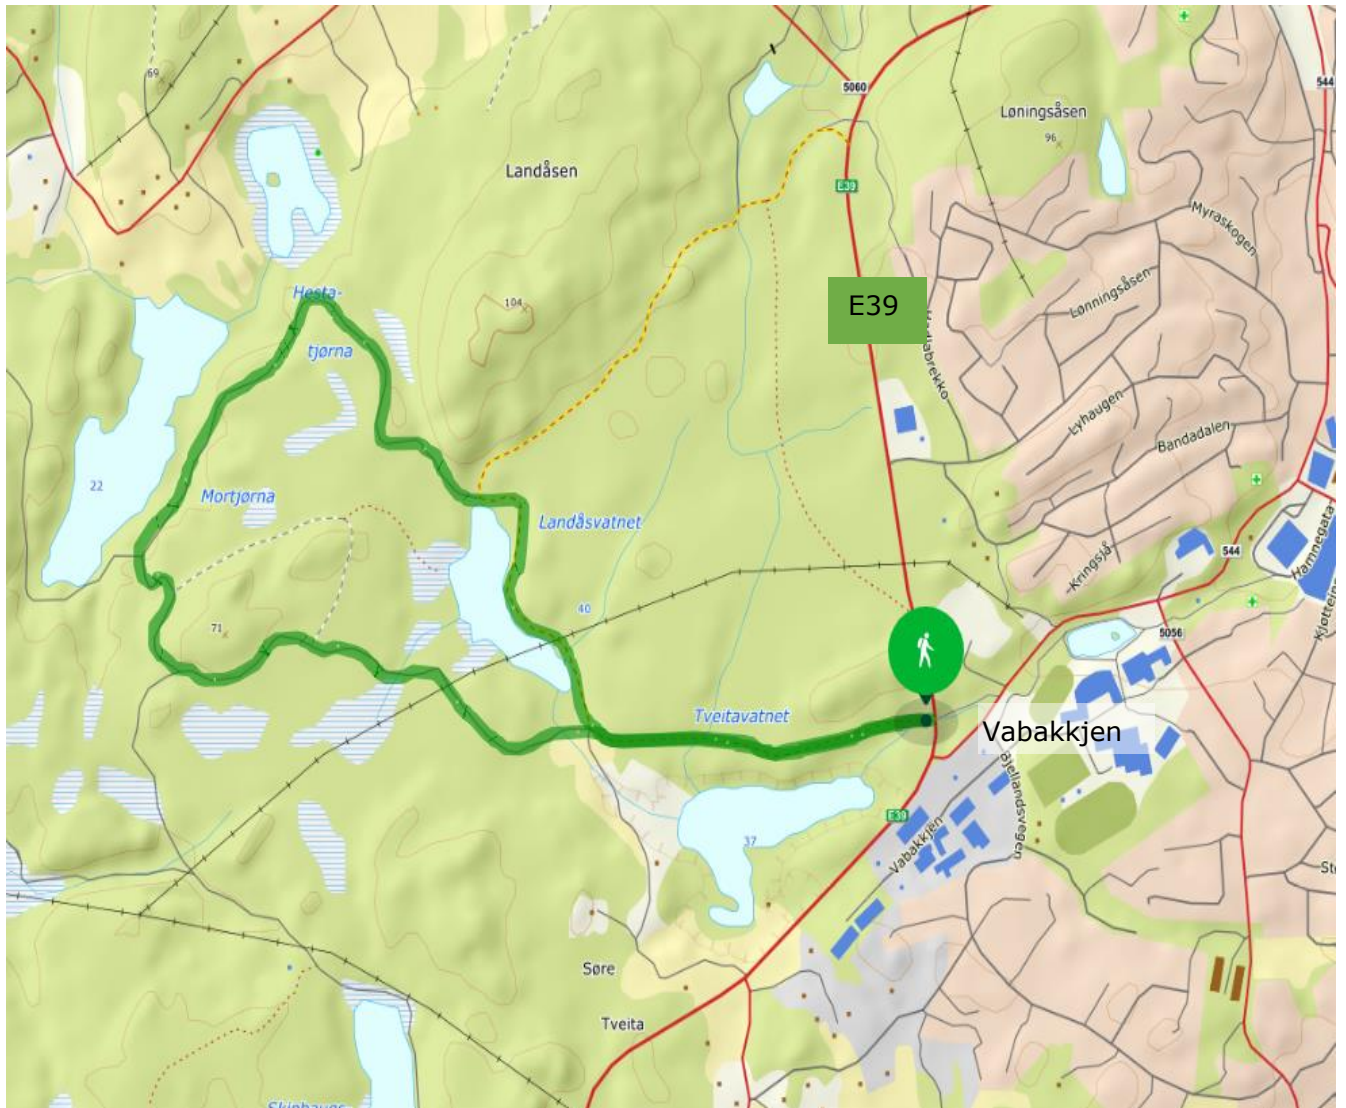 69
5060
544
Løningsåsen
96
Landåsen
E39
Myraskogen
Hesta-
104
E39
Lønningsåsen
tjørna
Lyhaugen
Bandadalen
22
Mortjørna
Landåsvatnet
Hamnegata
Kringsjå
544
40
71
5056
Tveitavatnet
Vabakkjen
Bjellandsvegen
E39
37
Vabakkjen
Søre
Tveita